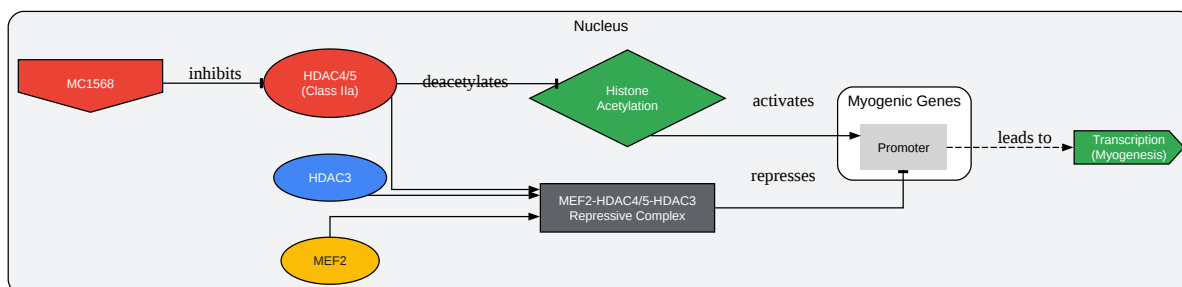 Nucleus
MC1568
inhibits
HDAC4/5
(Class IIa)
deacetylates
Histone
Acetylation
activates
Myogenic Genes
Promoter
leads to
Transcription
(Myogenesis)
HDAC3
represses
MEF2-HDAC4/5-HDAC3
Repressive Complex
MEF2